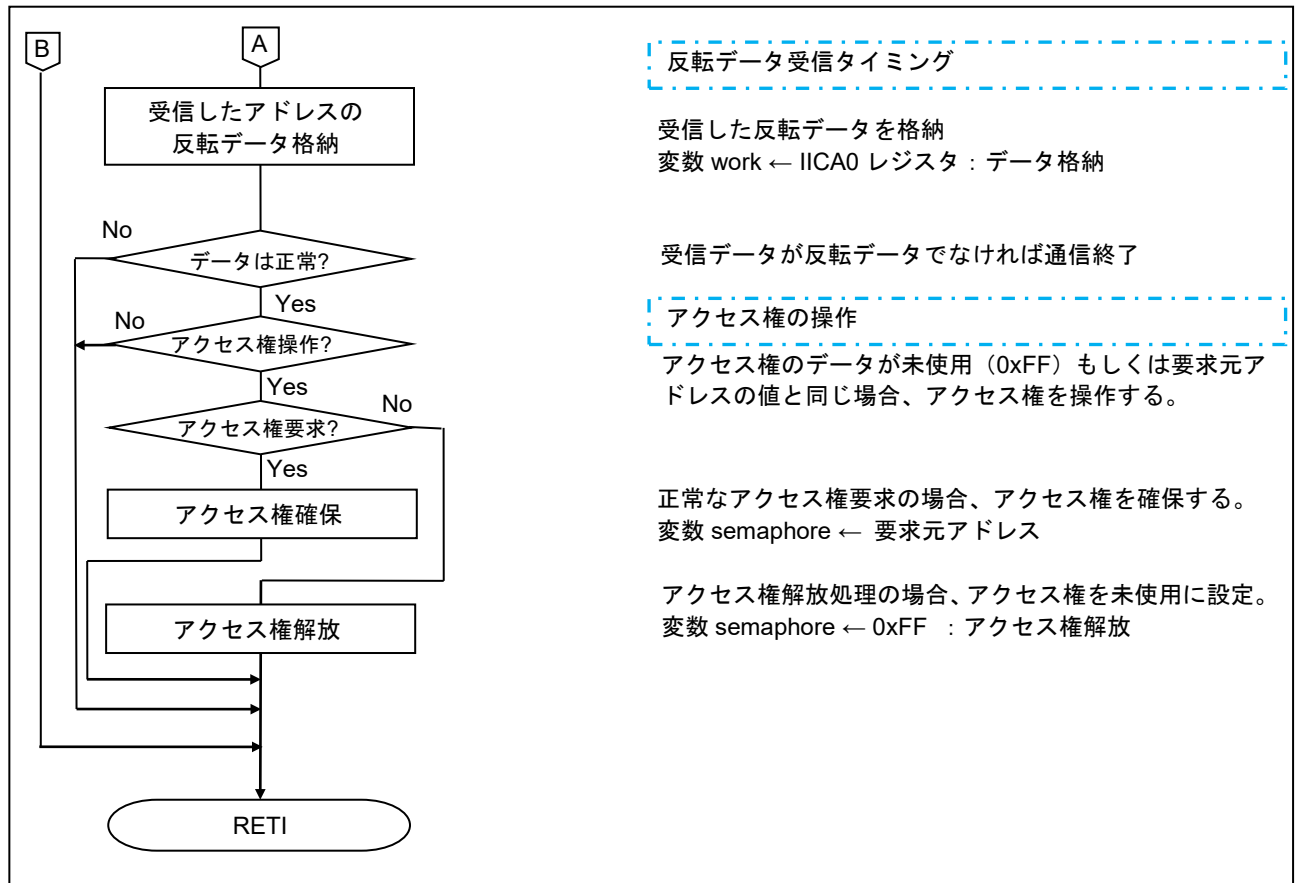 B
A
反転データ受信タイミング
受信したアドレスの
反転データ格納
受信した反転データを格納
変数 work ← IICA0 レジスタ：データ格納
No
データは正常?
受信データが反転データでなければ通信終了
Yes
No
アクセス権操作?
アクセス権の操作
アクセス権のデータが未使用（0xFF）もしくは要求元ア
ドレスの値と同じ場合、アクセス権を操作する。
Yes
No
アクセス権要求?
Yes
アクセス権確保
正常なアクセス権要求の場合、アクセス権を確保する。
変数 semaphore ← 要求元アドレス
アクセス権解放
アクセス権解放処理の場合、アクセス権を未使用に設定。
変数 semaphore ← 0xFF ：アクセス権解放
RETI